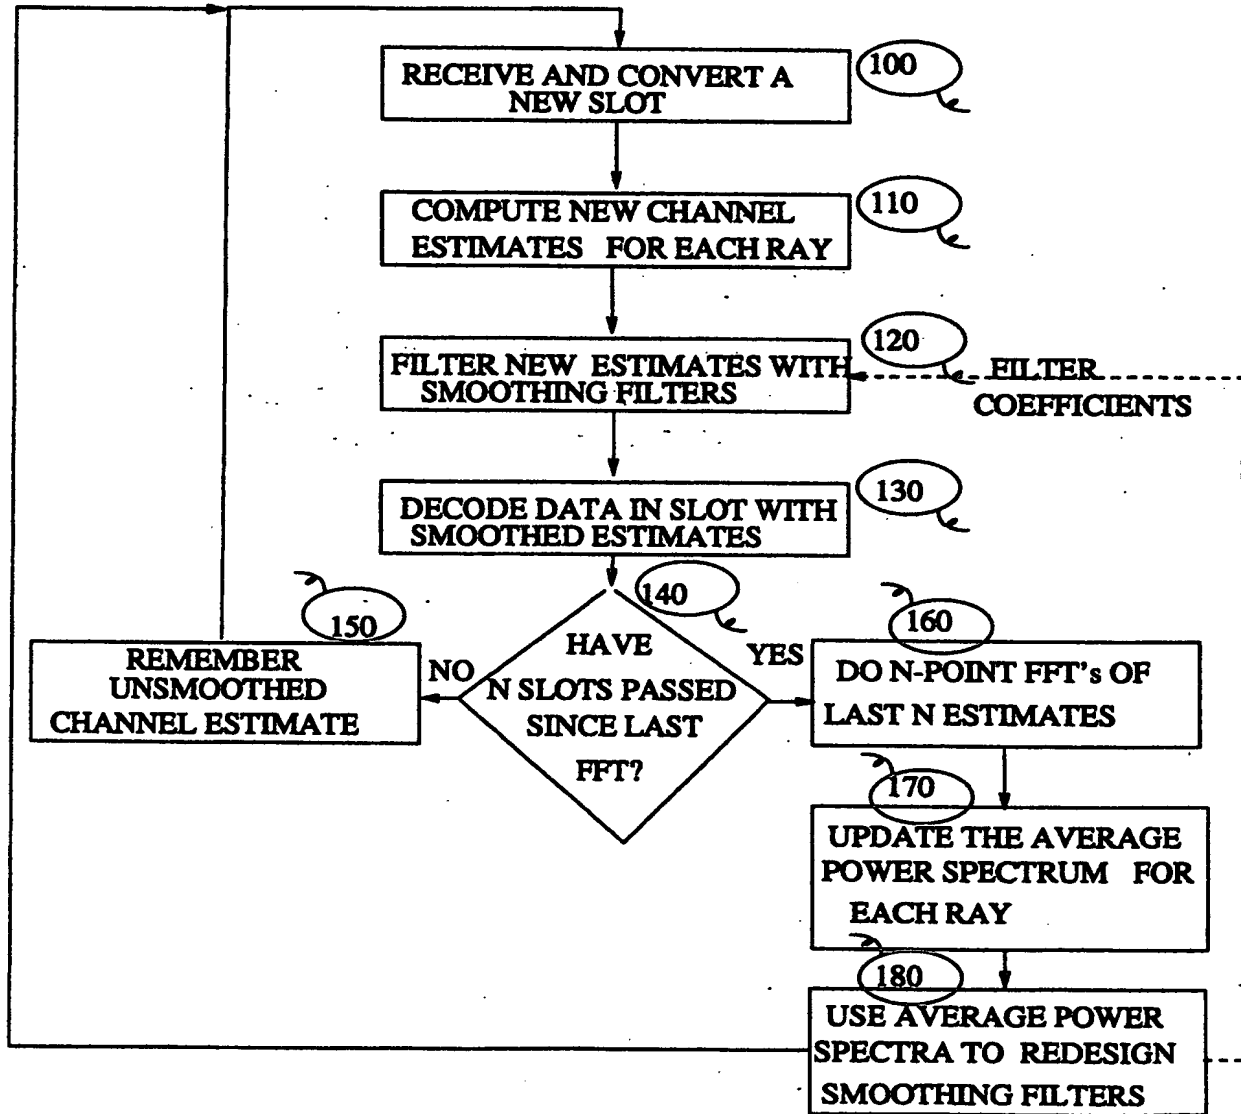 RECEIVE AND CONVERT A
NEW SLOT
100
COMPUTE NEW CHANNEL
ESTIMATES FOR EACH RAY
110
FILTER NEW ESTIMATES WITH
SMOOTHING FILTERS
120
FILTER
COEFFICIENTS
DECODE DATA IN SLOT WITH
SMOOTHED ESTIMATES
130
140
HAVE
N SLOTS PASSED
SINCE LAST
FFT?
NO
YES
150
REMEMBER
UNSMOOTHED
CHANNEL ESTIMATE
160
DO N-POINT FFT's OF
LAST N ESTIMATES
170
UPDATE THE AVERAGE
POWER SPECTRUM FOR
EACH RAY
180
USE AVERAGE POWER
SPECTRA TO REDESIGN
SMOOTHING FILTERS